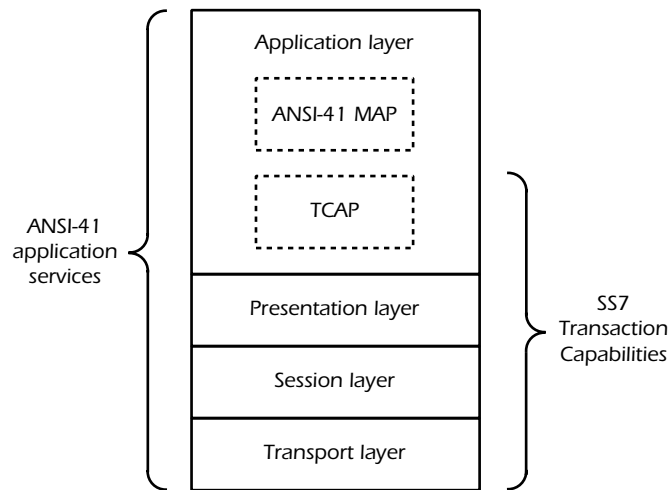 Application layer
ANSI-41 MAP
TCAP
ANSI-41
application
services
Presentation layer
Session layer
Transport layer
SS7
Transaction
Capabilities